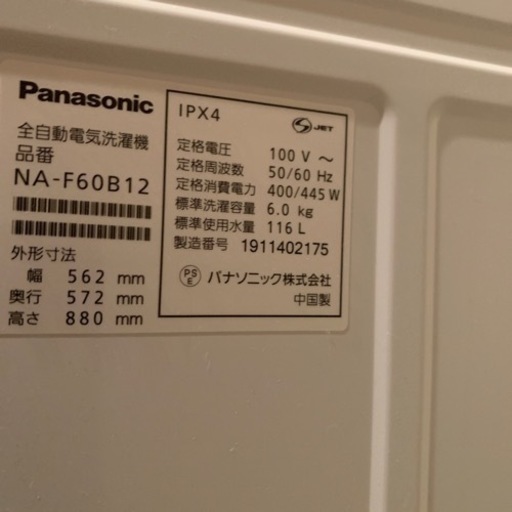 Panasonic
全自動電気洗濯機
品番
NA-F60B12
外形寸法
幅 562 mm
奥行 572 mm
高さ 880 mm
IPX4
S JET
定格電圧 100 V ～
定格周波数 50/60 Hz
定格消費電力 400/445 W
標準洗濯容量 6.0 kg
標準使用水量 116 L
製造番号 1911402175
PS
E
パナソニック株式会社
中国製